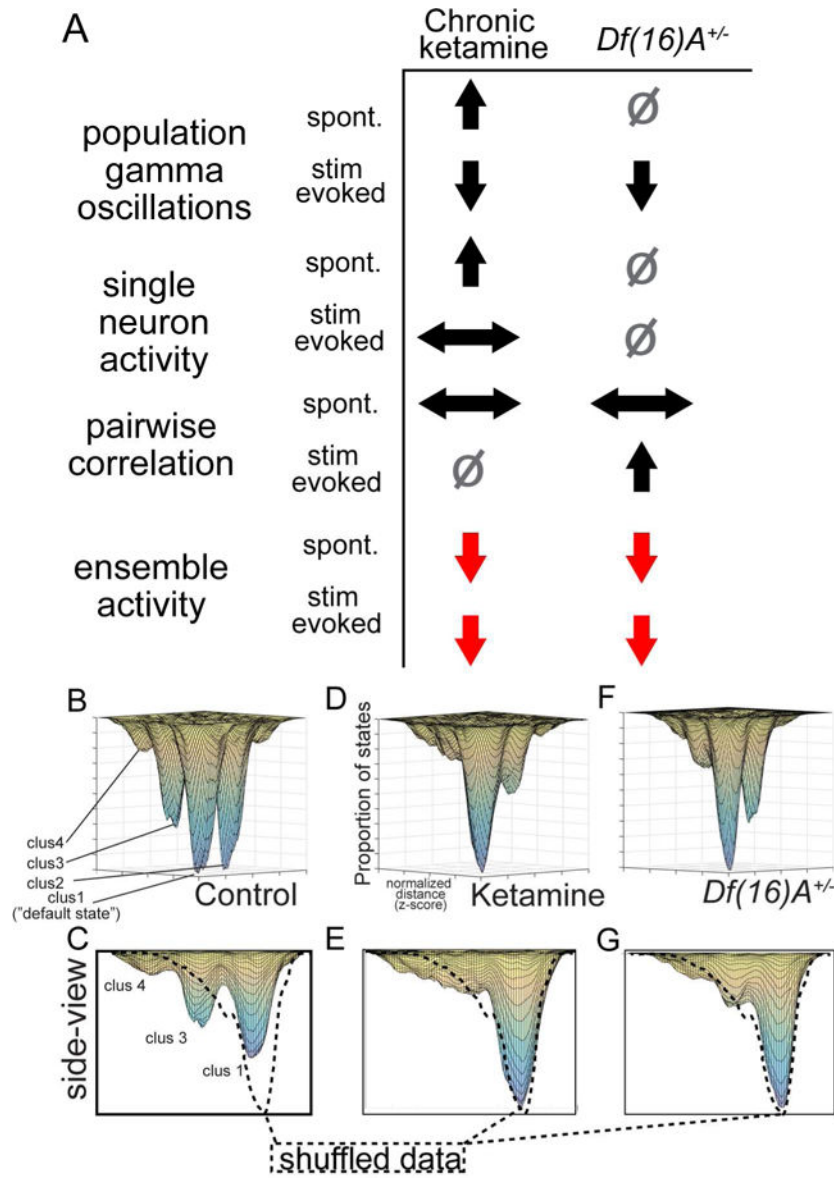 A
Chronic
ketamine
Df(16)A+/-
population
gamma
oscillations
spont.
Ø
stim
evoked
single
neuron
activity
spont.
Ø
stim
evoked
Ø
pairwise
correlation
spont.
stim
evoked
Ø
ensemble
activity
spont.
stim
evoked
B
clus4
clus3
clus2
clus1
("default state")
Control
D
Proportion of states
normalized
distance
(z-score)
Ketamine
F
Df(16)A+/-
side-view
C
clus 4
clus 3
clus 1
E
G
shuffled data